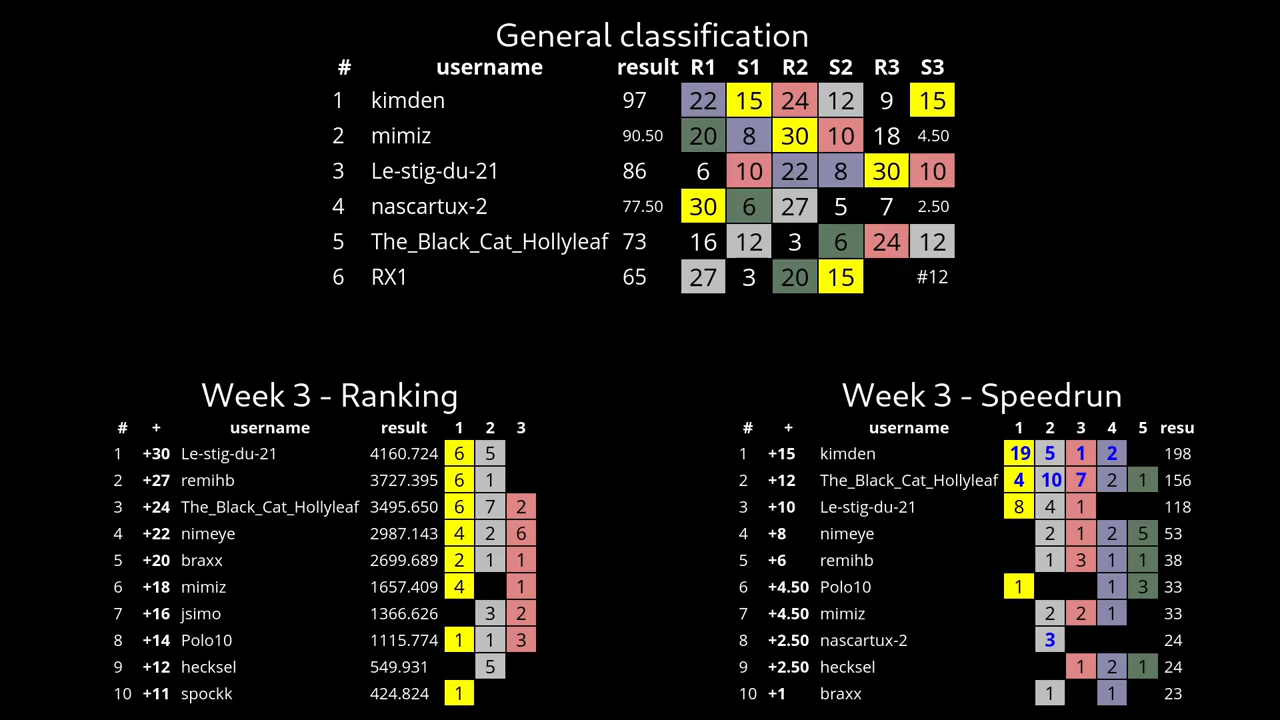 General classification
# username result R1 S1 R2 S2 R3 S3
1 kimden 97 22 15 24 12 9 15
2 mimiz 90.50 20 8 30 10 18 4.50
3 Le-stig-du-21 86 6 10 22 8 30 10
4 nascartux-2 77.50 30 6 27 5 7 2.50
5 The_Black_Cat_Hollyleaf 73 16 12 3 6 24 12
6 RX1 65 27 3 20 15 #12
Week 3 - Ranking
# + username result 1 2 3
1 +30 Le-stig-du-21 4160.724 6 5
2 +27 remihb 3727.395 6 1
3 +24 The_Black_Cat_Hollyleaf 3495.650 6 7 2
4 +22 nimeye 2987.143 4 2 6
5 +20 braxx 2699.689 2 1 1
6 +18 mimiz 1657.409 4 1
7 +16 jsimo 1366.626 3 2
8 +14 Polo10 1115.774 1 1 3
9 +12 hecksel 549.931 5
10 +11 spockk 424.824 1
Week 3 - Speedrun
# + username 1 2 3 4 5 resu
1 +15 kimden 19 5 1 2 198
2 +12 The_Black_Cat_Hollyleaf 4 10 7 2 1 156
3 +10 Le-stig-du-21 8 4 1 118
4 +8 nimeye 2 1 2 5 53
5 +6 remihb 1 3 1 1 38
6 +4.50 Polo10 1 1 3 33
7 +4.50 mimiz 2 2 1 33
8 +2.50 nascartux-2 3 24
9 +2.50 hecksel 1 2 1 24
10 +1 braxx 1 1 23